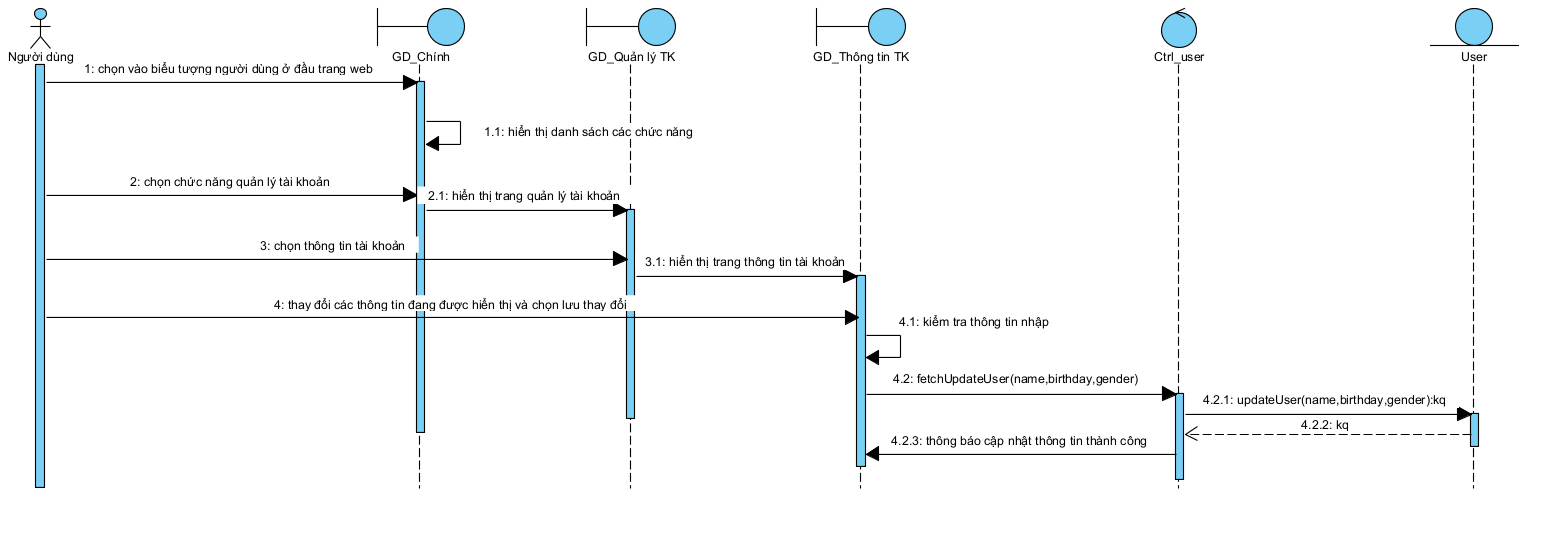 Người dùng
GD_Chính
GD_Quản lý TK
GD_Thông tin TK
Ctrl_user
User
1: chọn vào biểu tượng người dùng ở đầu trang web
1.1: hiển thị danh sách các chức năng
2: chọn chức năng quản lý tài khoản
2.1: hiển thị trang quản lý tài khoản
3: chọn thông tin tài khoản
3.1: hiển thị trang thông tin tài khoản
4: thay đổi các thông tin đang được hiển thị và chọn lưu thay đổi
4.1: kiểm tra thông tin nhập
4.2: fetchUpdateUser(name,birthday,gender)
4.2.1: updateUser(name,birthday,gender):kq
4.2.2: kq
4.2.3: thông báo cập nhật thông tin thành công